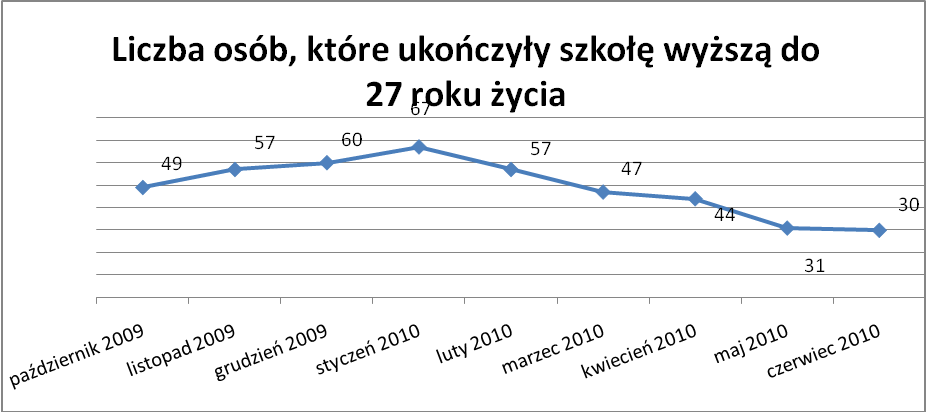 Liczba osób, które ukończyły szkołę wyższą do
27 roku życia
49
57
60
67
57
47
44
31
30
październik 2009
listopad 2009
grudzień 2009
styczeń 2010
luty 2010
marzec 2010
kwiecień 2010
maj 2010
czerwiec 2010